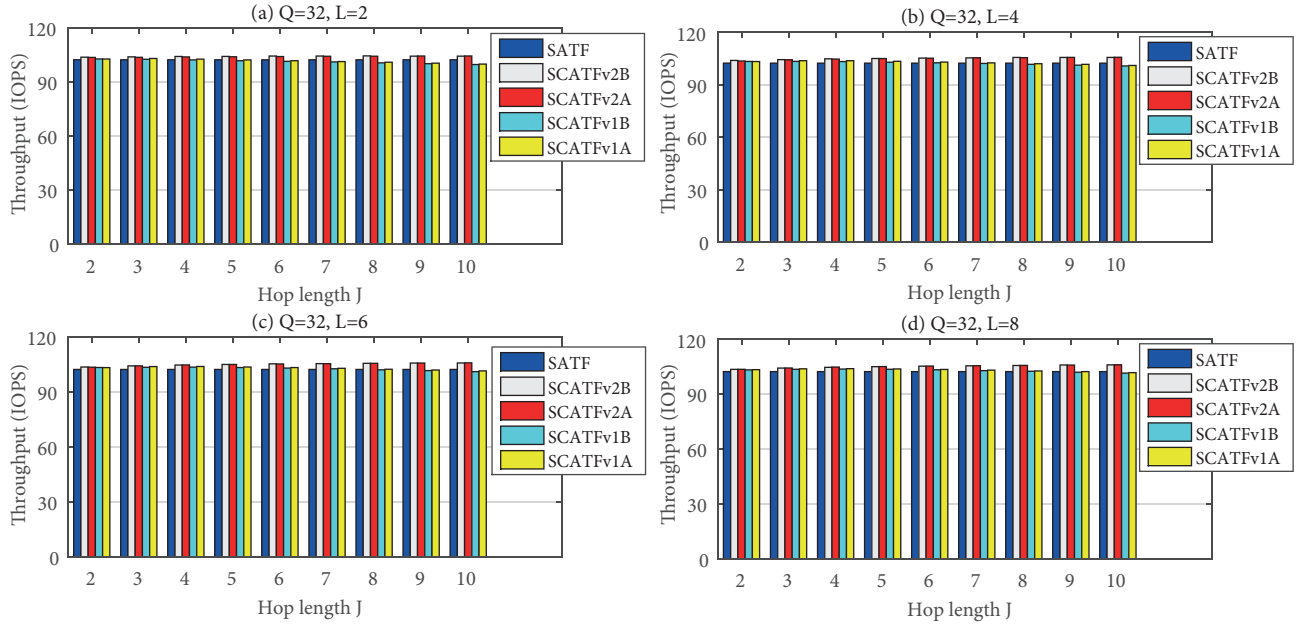 (a) Q=32, L=2
Throughput (IOPS)
120
90
60
30
0
2 3 4 5 6 7 8 9 10
Hop length J
SATF
SCATFv2B
SCATFv2A
SCATFv1B
SCATFv1A
(b) Q=32, L=4
Throughput (IOPS)
120
90
60
30
0
2 3 4 5 6 7 8 9 10
Hop length J
SATF
SCATFv2B
SCATFv2A
SCATFv1B
SCATFv1A
(c) Q=32, L=6
Throughput (IOPS)
120
90
60
30
0
2 3 4 5 6 7 8 9 10
Hop length J
SATF
SCATFv2B
SCATFv2A
SCATFv1B
SCATFv1A
(d) Q=32, L=8
Throughput (IOPS)
120
90
60
30
0
2 3 4 5 6 7 8 9 10
Hop length J
SATF
SCATFv2B
SCATFv2A
SCATFv1B
SCATFv1A